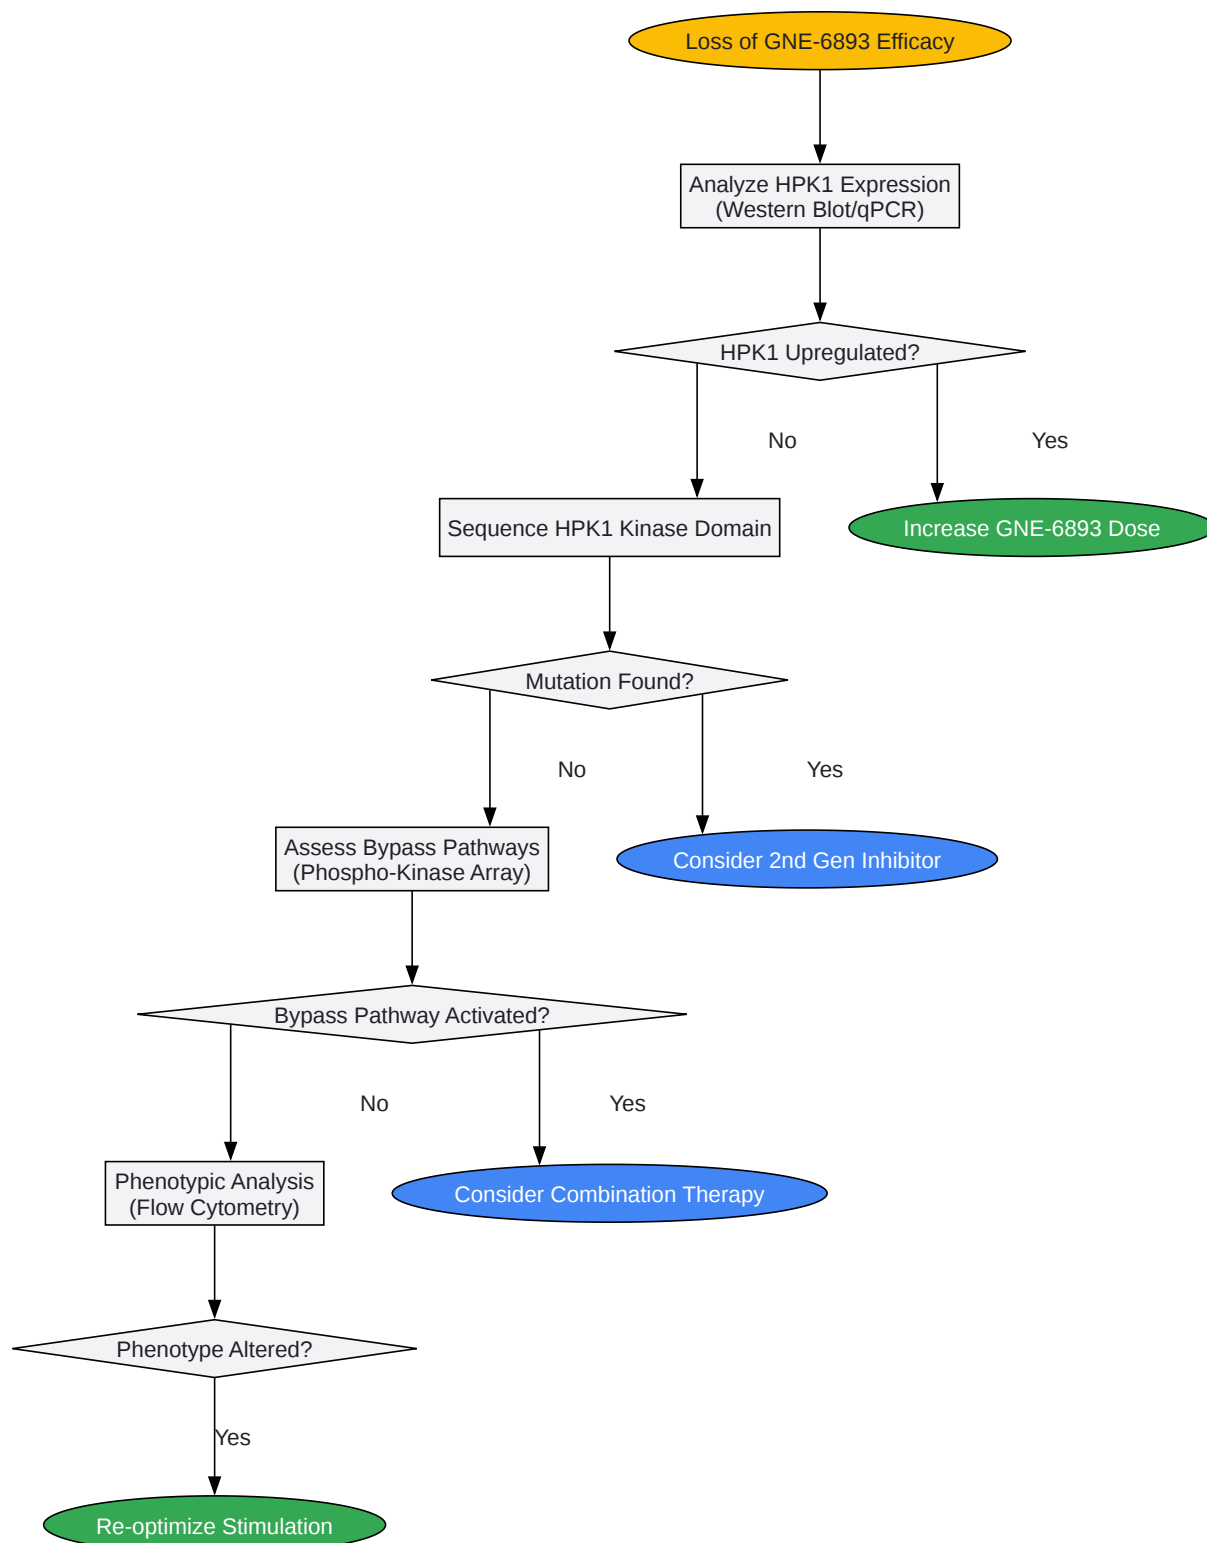 Loss of GNE-6893 Efficacy
Analyze HPK1 Expression
(Western Blot/qPCR)
HPK1 Upregulated?
No
Yes
Sequence HPK1 Kinase Domain
Increase GNE-6893 Dose
Mutation Found?
No
Yes
Assess Bypass Pathways
(Phospho-Kinase Array)
Consider 2nd Gen Inhibitor
Bypass Pathway Activated?
No
Yes
Phenotypic Analysis
(Flow Cytometry)
Consider Combination Therapy
Phenotype Altered?
Yes
Re-optimize Stimulation